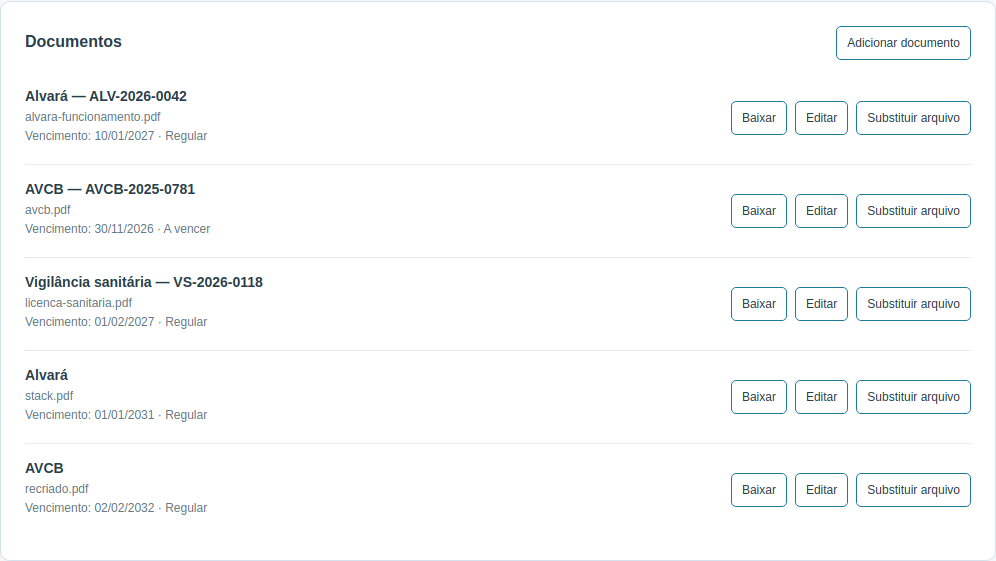 Documentos
Adicionar documento
Alvará — ALV-2026-0042
alvara-funcionamento.pdf
Vencimento: 10/01/2027 · Regular
Baixar
Editar
Substituir arquivo
AVCB — AVCB-2025-0781
avcb.pdf
Vencimento: 30/11/2026 · A vencer
Baixar
Editar
Substituir arquivo
Vigilância sanitária — VS-2026-0118
licenca-sanitaria.pdf
Vencimento: 01/02/2027 · Regular
Baixar
Editar
Substituir arquivo
Alvará
stack.pdf
Vencimento: 01/01/2031 · Regular
Baixar
Editar
Substituir arquivo
AVCB
recriado.pdf
Vencimento: 02/02/2032 · Regular
Baixar
Editar
Substituir arquivo